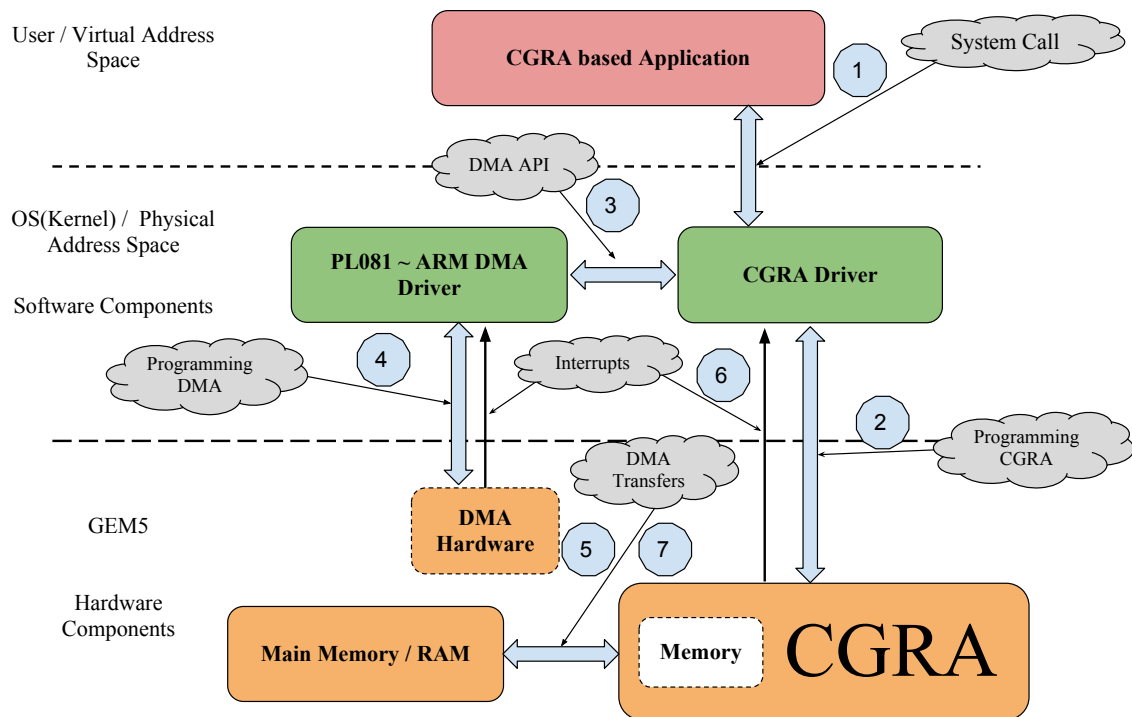 User / Virtual Address
Space
CGRA based Application
1
System Call
DMA API
3
OS(Kernel) / Physical
Address Space
PL081 ~ ARM DMA
Driver
CGRA Driver
Software Components
Programming
DMA
4
Interrupts
6
2
Programming
CGRA
DMA
Transfers
GEM5
DMA
Hardware
5
7
Hardware
Components
Main Memory / RAM
Memory
CGRA